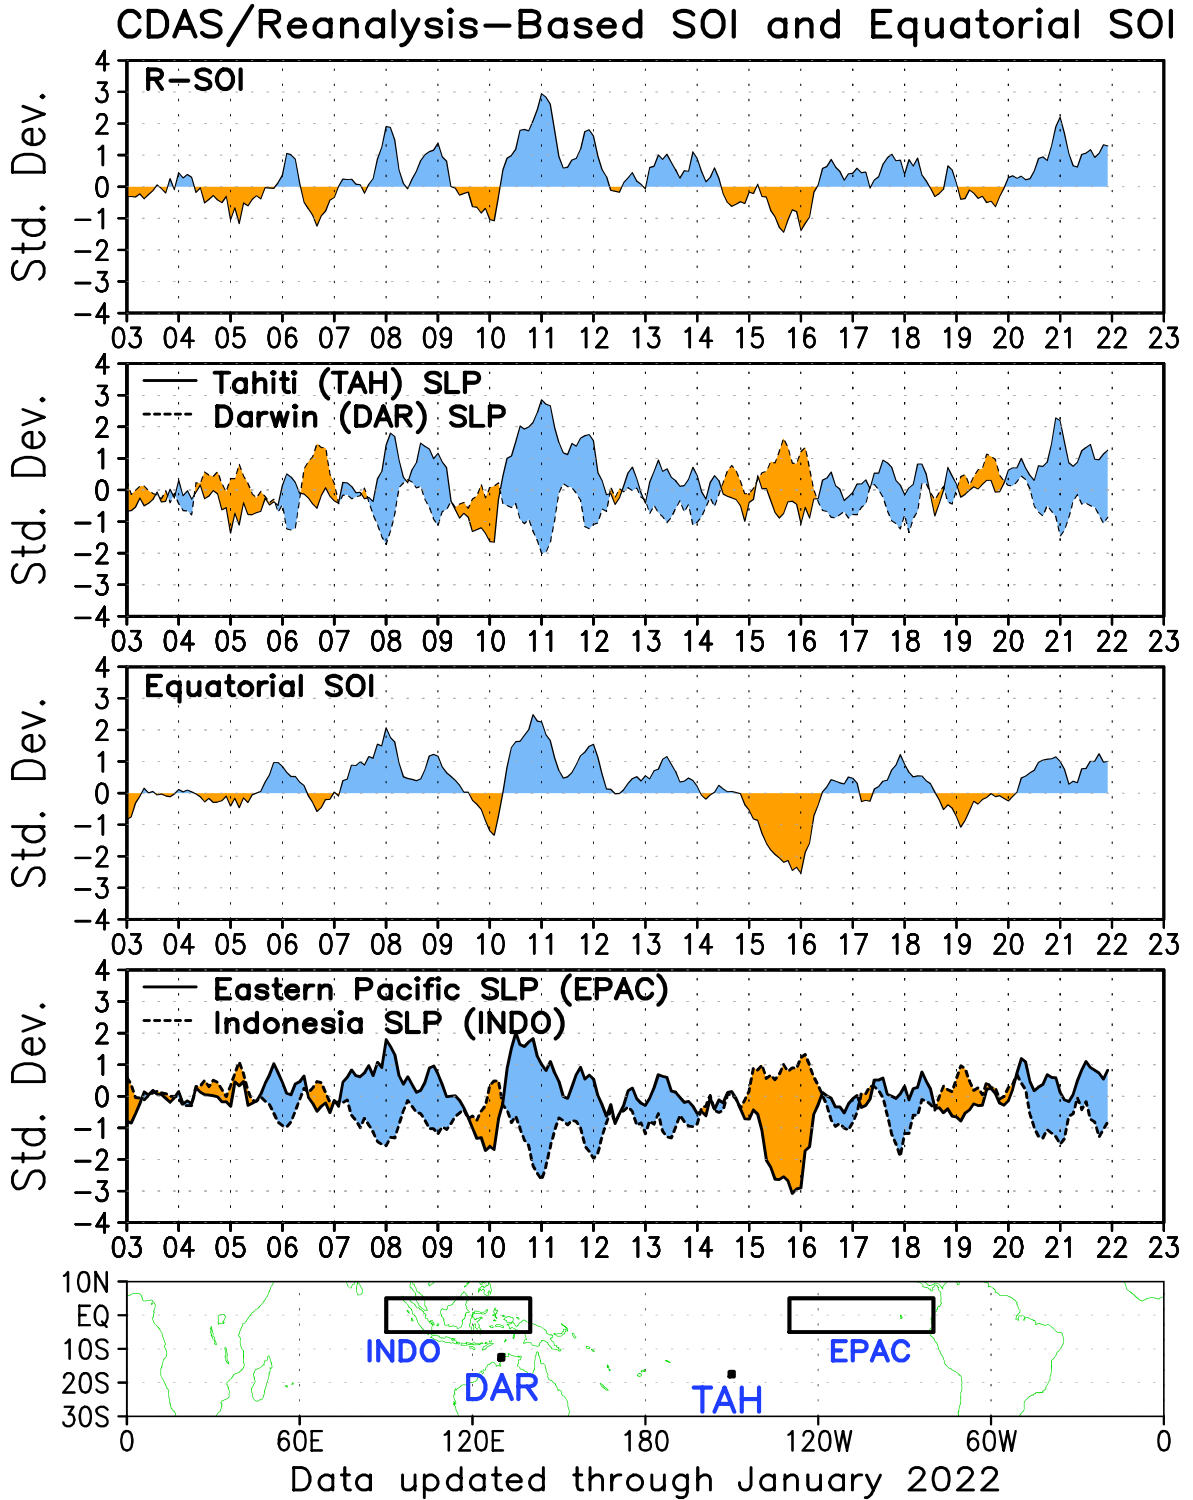 CDAS/Reanalysis-Based SOI and Equatorial SOI
R-SOI
Std. Dev.
4
3
2
1
0
-1
-2
-3
-4
03 04 05 06 07 08 09 10 11 12 13 14 15 16 17 18 19 20 21 22 23
Tahiti (TAH) SLP
Darwin (DAR) SLP
Std. Dev.
4
3
2
1
0
-1
-2
-3
-4
03 04 05 06 07 08 09 10 11 12 13 14 15 16 17 18 19 20 21 22 23
Equatorial SOI
Std. Dev.
4
3
2
1
0
-1
-2
-3
-4
03 04 05 06 07 08 09 10 11 12 13 14 15 16 17 18 19 20 21 22 23
Eastern Pacific SLP (EPAC)
Indonesia SLP (INDO)
Std. Dev.
4
3
2
1
0
-1
-2
-3
-4
03 04 05 06 07 08 09 10 11 12 13 14 15 16 17 18 19 20 21 22 23
10N
EQ
10S
20S
30S
INDO
EPAC
DAR
TAH
0 60E 120E 180 120W 60W 0
Data updated through January 2022